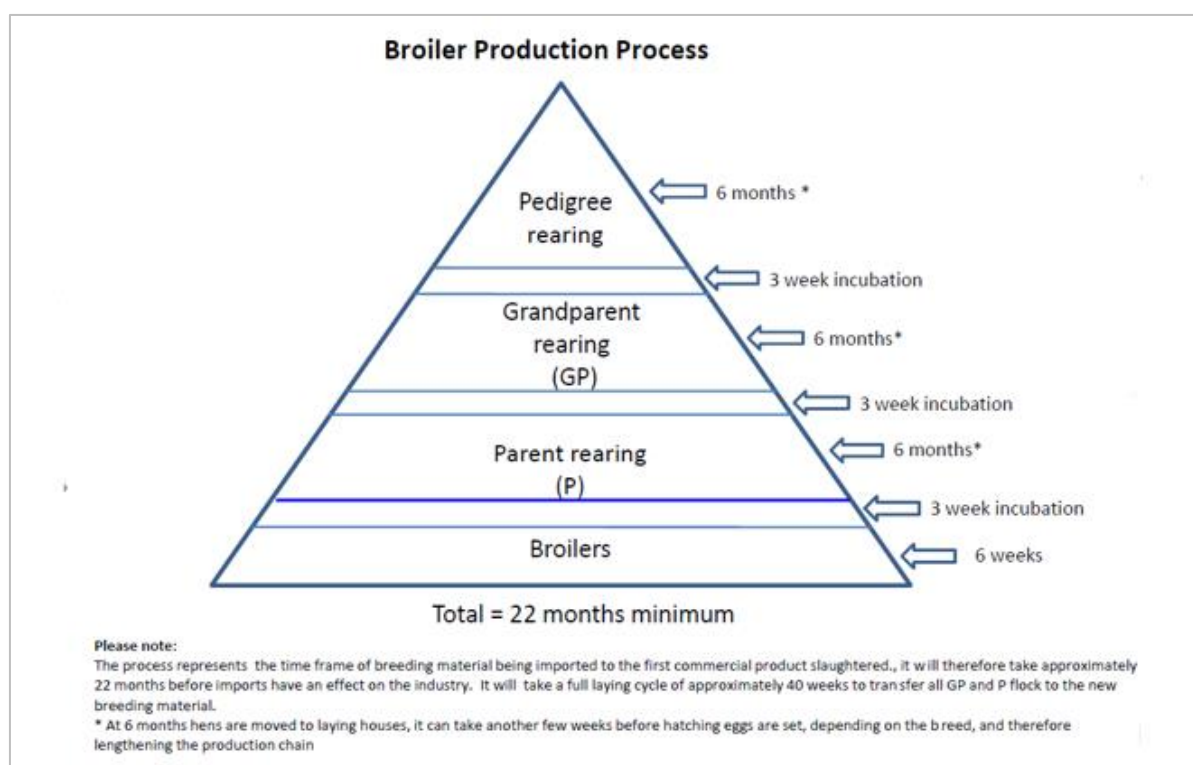 Broiler Production Process
Pedigree
rearing
6 months *
3 week incubation
Grandparent
rearing
(GP)
6 months*
3 week incubation
Parent rearing
(P)
6 months*
3 week incubation
Broilers
6 weeks
Total = 22 months minimum
Please note:
The process represents the time frame of breeding material being imported to the first commercial product slaughtered., it will therefore take approximately
22 months before imports have an effect on the industry. It will take a full laying cycle of approximately 40 weeks to transfer all GP and P flock to the new
breeding material.
* At 6 months hens are moved to laying houses, it can take another few weeks before hatching eggs are set, depending on the breed, and therefore
lengthening the production chain